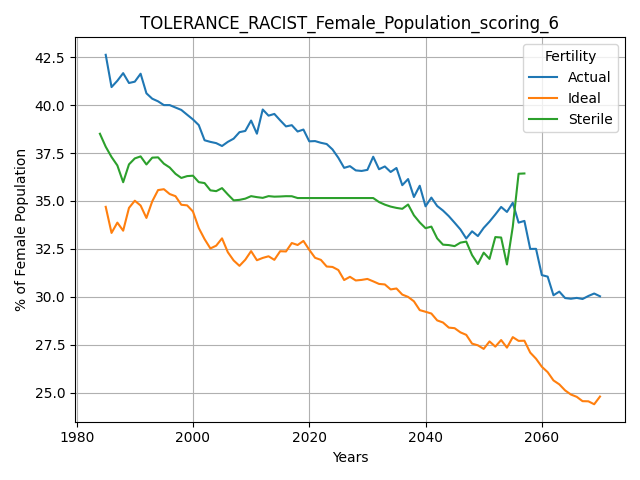 TOLERANCE_RACIST_Female_Population_scoring_6
% of Female Population
42.5
40.0
37.5
35.0
32.5
30.0
27.5
25.0
Fertility
Actual
Ideal
Sterile
1980 2000 2020 2040 2060
Years